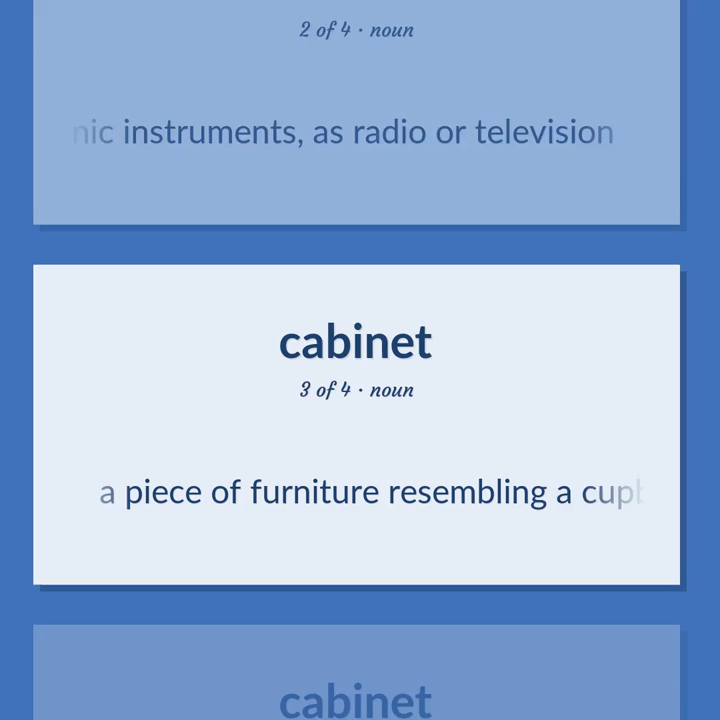 2 of 4 · noun
instruments, as radio or television
cabinet
3 of 4 · noun
a piece of furniture resembling a
cabinet